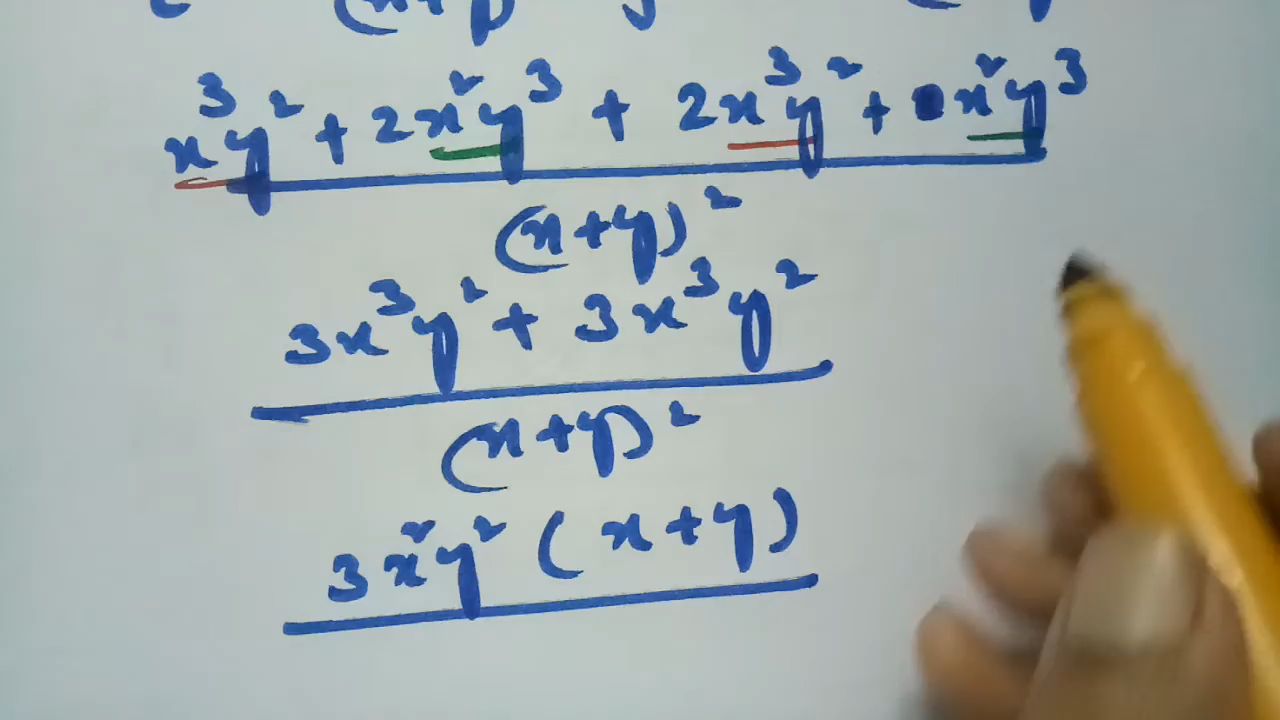 x³y² + 2x²y³ + 2x³y² + x²y³
(x+y)²
3x³y² + 3x³y²
(x+y)²
3x²y² (x+y)